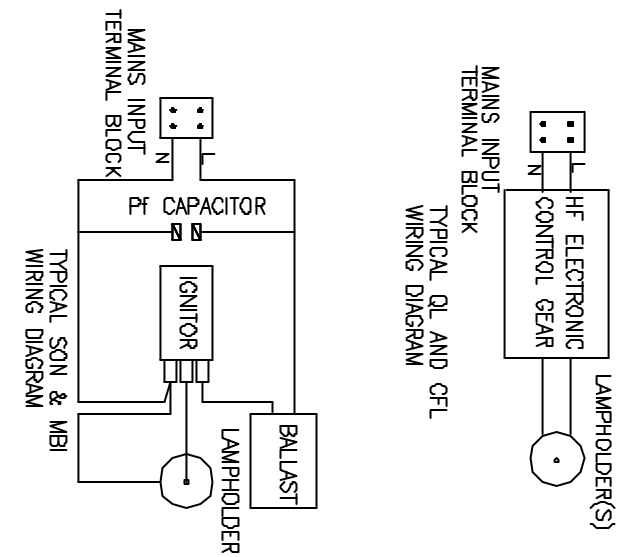 MAINS INPUT
TERMINAL BLOCK
N
L
Pf CAPACITOR
IGNITOR
BALLAST
LAMPHOLDER
TYPICAL SON & MBI
WIRING DIAGRAM
MAINS INPUT
TERMINAL BLOCK
N
L
HF ELECTRONIC
CONTROL GEAR
LAMPHOLDER(S)
TYPICAL QL AND CFL
WIRING DIAGRAM